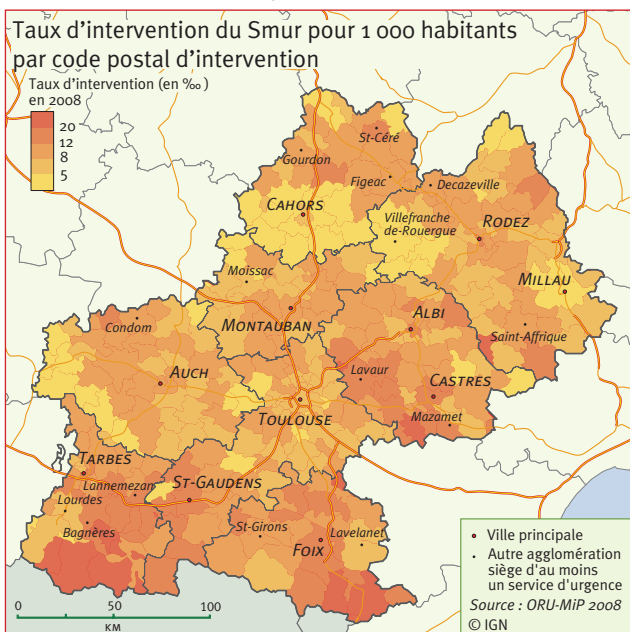 Taux d'intervention du Smur pour 1 000 habitants
par code postal d'intervention
Taux d'intervention (en ‰)
en 2008
20
12
8
5
St-Céré
Gourdon
Figeac
Decazeville
CAHORS
Villefranche
de-Rouergue
RODEZ
Moissac
MILLAU
MONTAUBAN
ALBI
Condom
Saint-Affrique
AUCH
Lavaur
CASTRES
TOULOUSE
Mazamet
TARBES
Lannemezan
ST-GAUDENS
Lourdes
Bagnères
St-Girons
Lavelanet
FOIX
Ville principale
Autre agglomération
siège d'au moins
un service d'urgence
Source : ORU-MiP 2008
© IGN
0 50 100
KM